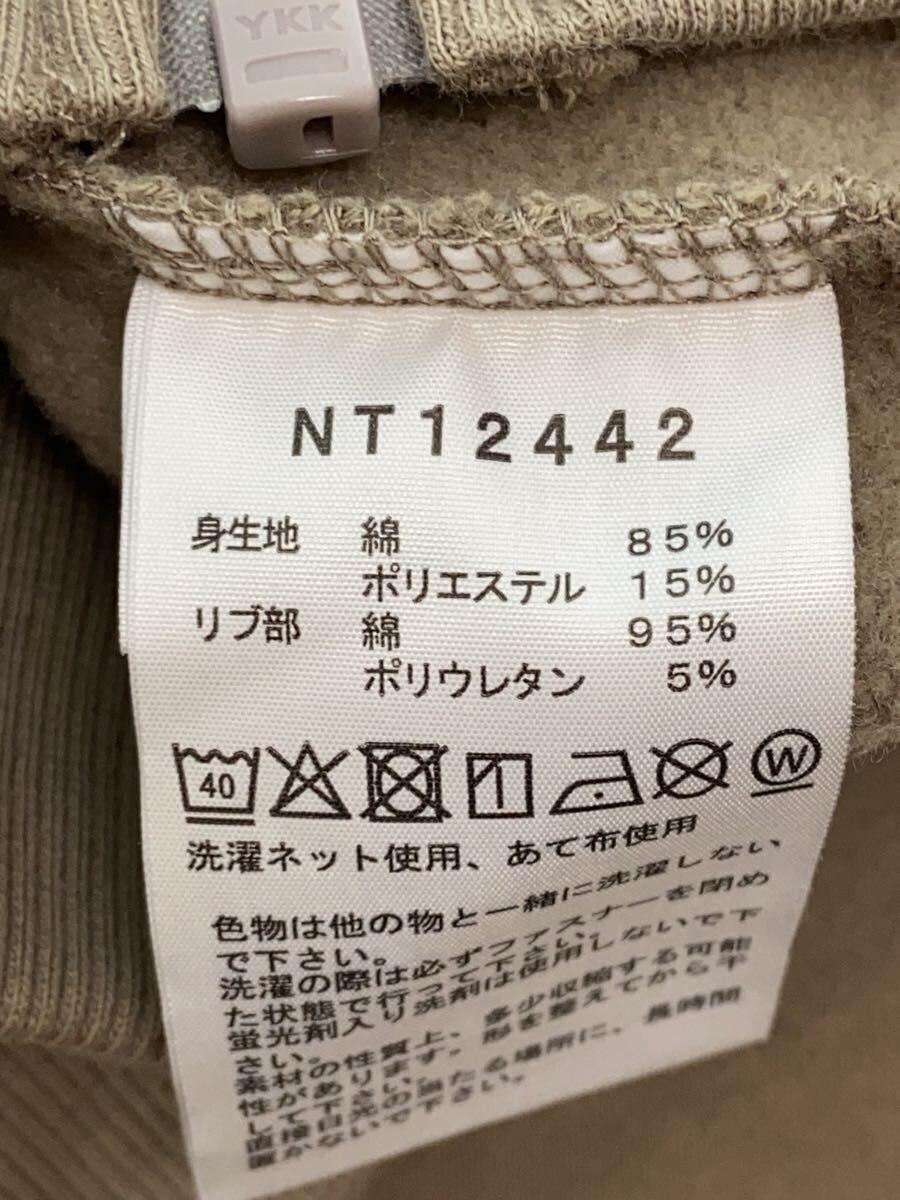 YKK
NT12442
身生地 綿 85%
ポリエステル 15%
リブ部 綿 95%
ポリウレタン 5%
40
W
洗濯ネット使用、あて布使用
色物は他の物と一緒に洗濯しない
で下さい。
洗濯の際は必ずファスナーを閉め
た状態で行って下さい。
蛍光剤入り洗剤は使用しないで下
さい。
素材の性質上、多少収縮する可能
性があります。形を整えてから干
して下さい。
直接日光の当たる場所に、長時間
置かないで下さい。